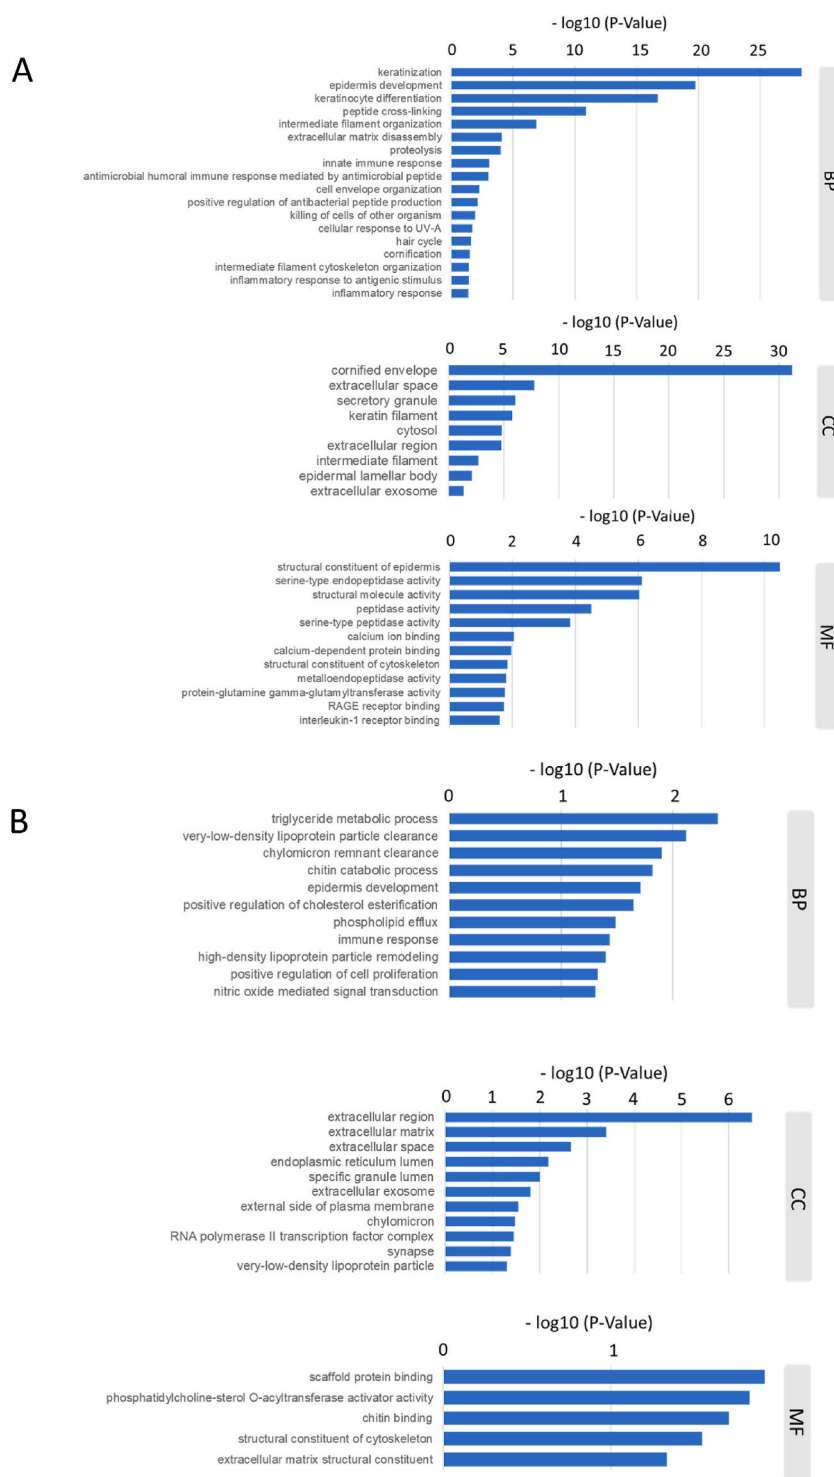 A
- log10 (P-Value)
0 5 10 15 20 25
keratinization
epidermis development
keratinocyte differentiation
peptide cross-linking
intermediate filament organization
extracellular matrix disassembly
proteolysis
innate immune response
antimicrobial humoral immune response mediated by antimicrobial peptide
cell envelope organization
positive regulation of antibacterial peptide production
killing of cells of other organism
cellular response to UV-A
hair cycle
cornification
intermediate filament cytoskeleton organization
inflammatory response to antigenic stimulus
inflammatory response
BP
- log10 (P-Value)
0 5 10 15 20 25 30
cornified envelope
extracellular space
secretory granule
keratin filament
cytosol
extracellular region
intermediate filament
epidermal lamellar body
extracellular exosome
CC
- log10 (P-Value)
0 2 4 6 8 10
structural constituent of epidermis
serine-type endopeptidase activity
structural molecule activity
peptidase activity
serine-type peptidase activity
calcium ion binding
calcium-dependent protein binding
structural constituent of cytoskeleton
metalloendopeptidase activity
protein-glutamine gamma-glutamyltransferase activity
RAGE receptor binding
interleukin-1 receptor binding
MF
B
- log10 (P-Value)
0 1 2
triglyceride metabolic process
very-low-density lipoprotein particle clearance
chylomicron remnant clearance
chitin catabolic process
epidermis development
positive regulation of cholesterol esterification
phospholipid efflux
immune response
high-density lipoprotein particle remodeling
positive regulation of cell proliferation
nitric oxide mediated signal transduction
BP
- log10 (P-Value)
0 1 2 3 4 5 6
extracellular region
extracellular matrix
extracellular space
endoplasmic reticulum lumen
specific granule lumen
extracellular exosome
external side of plasma membrane
chylomicron
RNA polymerase II transcription factor complex
synapse
very-low-density lipoprotein particle
CC
- log10 (P-Value)
0 1
scaffold protein binding
phosphatidylcholine-sterol O-acyltransferase activator activity
chitin binding
structural constituent of cytoskeleton
extracellular matrix structural constituent
MF